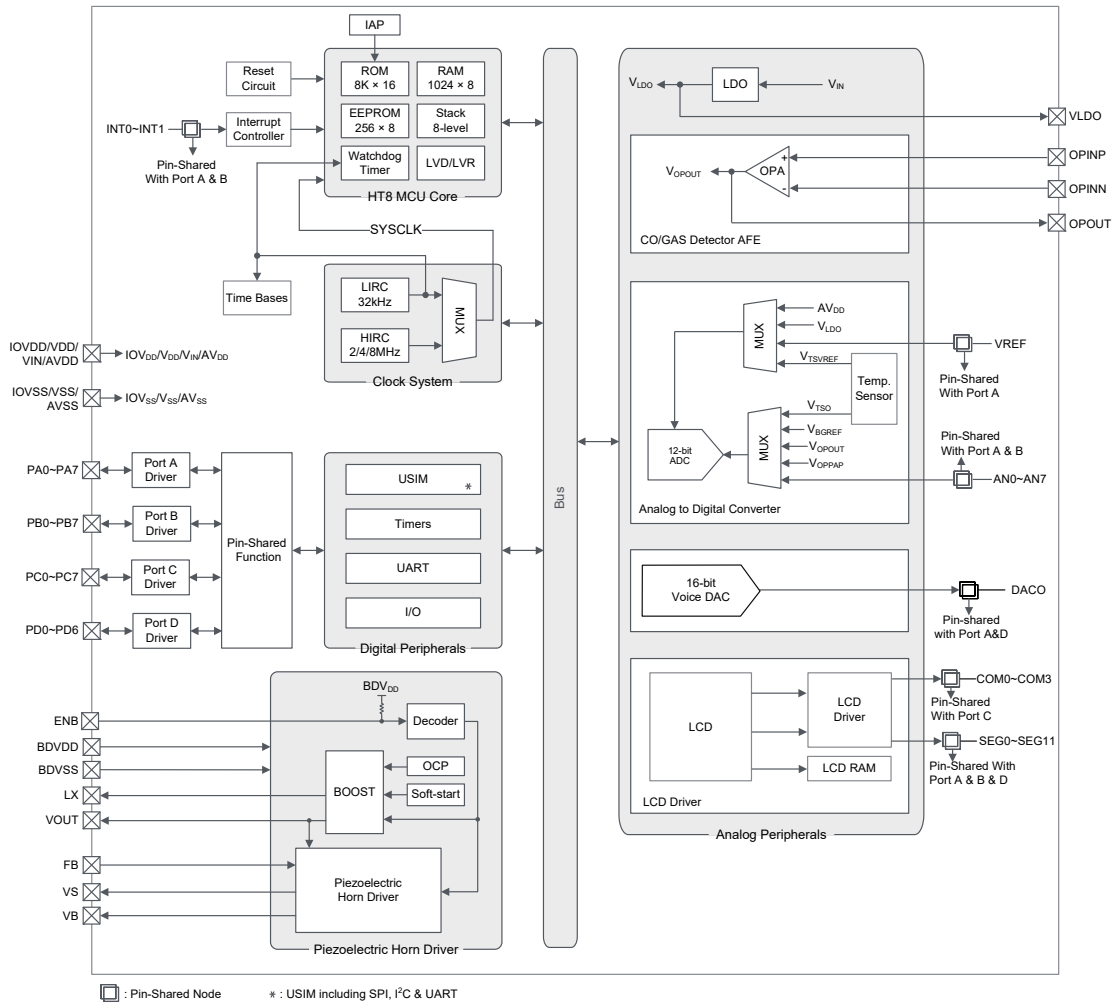 IAP
Reset
Circuit
ROM
8K × 16
RAM
1024 × 8
INT0~INT1
Pin-Shared
With Port A & B
Interrupt
Controller
EEPROM
256 × 8
Stack
8-level
Watchdog
Timer
LVD/LVR
HT8 MCU Core
SYSCLK
Time Bases
LIRC
32kHz
HIRC
2/4/8MHz
MUX
Clock System
IOVDD/VDD/
VIN/AVDD
IOVDD/VDD/VIN/AVDD
IOVSS/VSS/
AVSS
IOVSS/VSS/AVSS
PA0~PA7
Port A
Driver
PB0~PB7
Port B
Driver
PC0~PC7
Port C
Driver
PD0~PD6
Port D
Driver
Pin-Shared
Function
USIM
*
Timers
UART
I/O
Digital Peripherals
ENB
BDVDD
BDVSS
LX
VOUT
FB
VS
VB
BDVDD
Decoder
OCP
BOOST
Soft-start
Piezoelectric
Horn Driver
Piezoelectric Horn Driver
Bus
VLDO
LDO
VIN
VLDO
VOPOUT
+
OPA
-
OPINP
OPINN
OPOUT
CO/GAS Detector AFE
MUX
AVDD
VLDO
VTSVREF
VREF
Pin-Shared
With Port A
Temp.
Sensor
12-bit
ADC
MUX
VTSO
VBGREF
VOPOUT
VOPPAP
Pin-Shared
With Port A & B
AN0~AN7
Analog to Digital Converter
16-bit
Voice DAC
DACO
Pin-shared
with Port A&D
LCD
LCD
Driver
LCD RAM
COM0~COM3
Pin-Shared
With Port C
SEG0~SEG11
Pin-Shared With
Port A & B & D
LCD Driver
Analog Peripherals
: Pin-Shared Node
* : USIM including SPI, I²C & UART